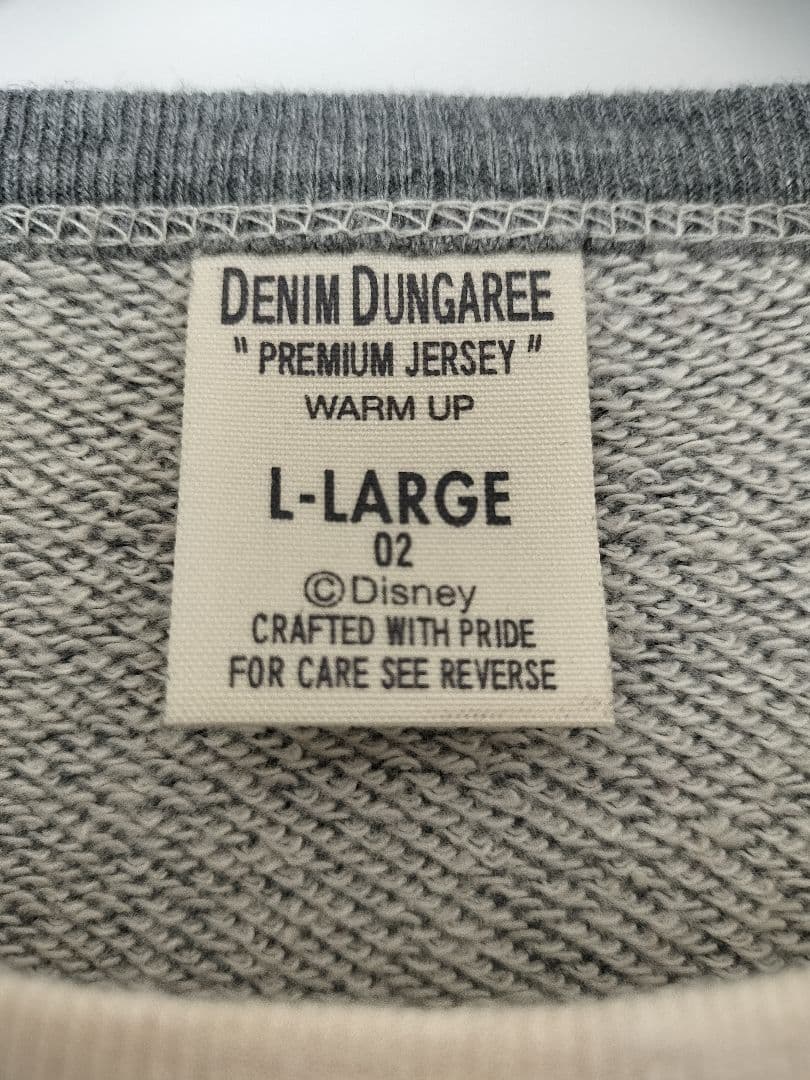 DENIM DUNGAREE
" PREMIUM JERSEY "
WARM UP
L-LARGE
02
©Disney
CRAFTED WITH PRIDE
FOR CARE SEE REVERSE